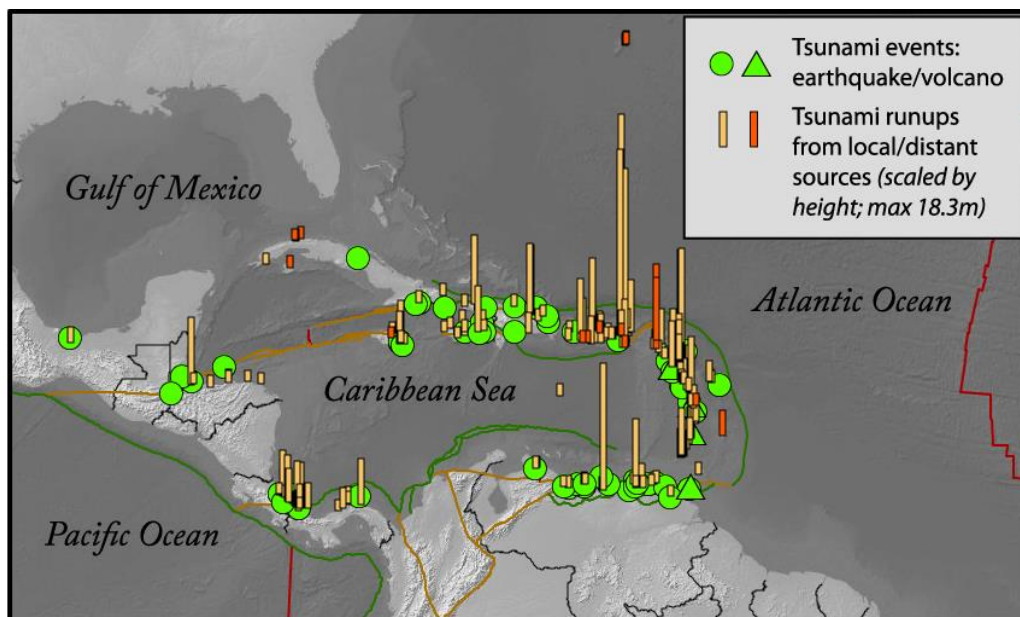 Tsunami events:
earthquake/volcano
Tsunami runups
from local/distant
sources (scaled by
height; max 18.3m)
Gulf of Mexico
Atlantic Ocean
Caribbean Sea
Pacific Ocean